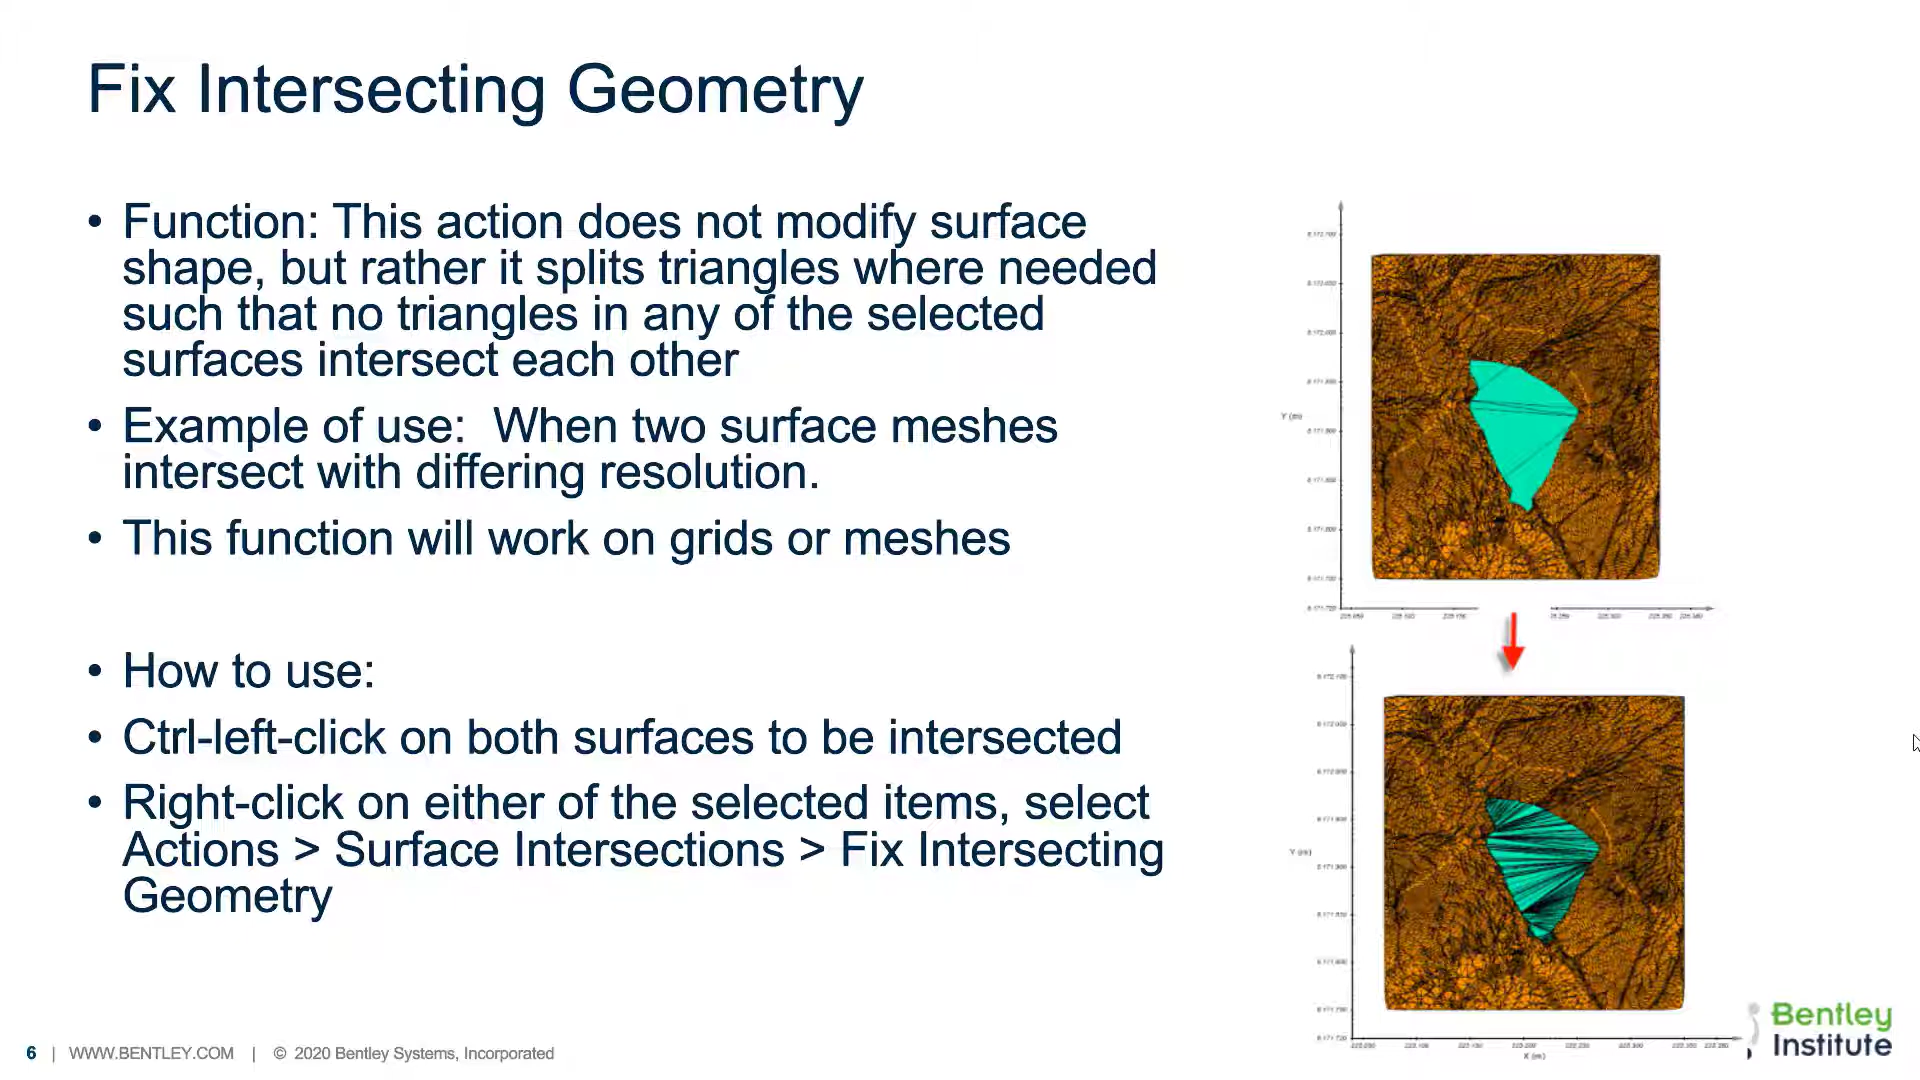 Fix Intersecting Geometry
• Function: This action does not modify surface
shape, but rather it splits triangles where needed
such that no triangles in any of the selected
surfaces intersect each other
• Example of use:  When two surface meshes
intersect with differing resolution.
• This function will work on grids or meshes
• How to use:
• Ctrl-left-click on both surfaces to be intersected
• Right-click on either of the selected items, select
Actions > Surface Intersections > Fix Intersecting
Geometry
Y (m)
Y (m)
X (m)
6 | WWW.BENTLEY.COM | © 2020 Bentley Systems, Incorporated
Bentley
Institute